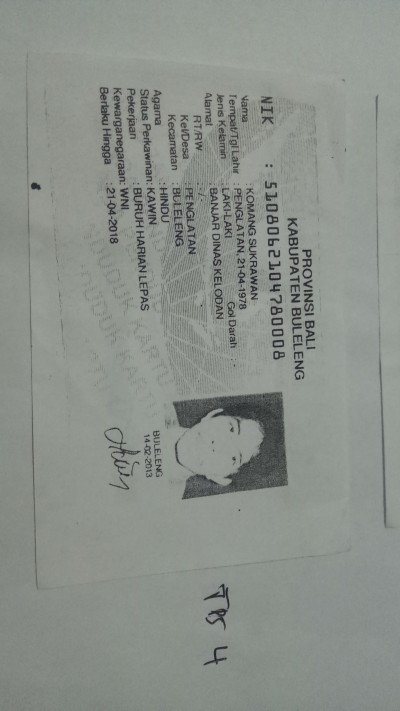 PROVINSI BALI
KABUPATEN BULELENG
NIK : 5108062104780008
Nama : KOMANG SUKRAWAN
Tempat/Tgl Lahir : PENGLATAN, 21-04-1978
Jenis Kelamin : LAKI-LAKI Gol Darah : -
Alamat : BANJAR DINAS KELODAN
RT/RW : -/-
Kel/Desa : PENGLATAN
Kecamatan : BULELENG
Agama : HINDU
Status Perkawinan: KAWIN
Pekerjaan : BURUH HARIAN LEPAS
Kewarganegaraan: WNI
Berlaku Hingga : 21-04-2018
BULELENG
14-02-2013
TPS 4